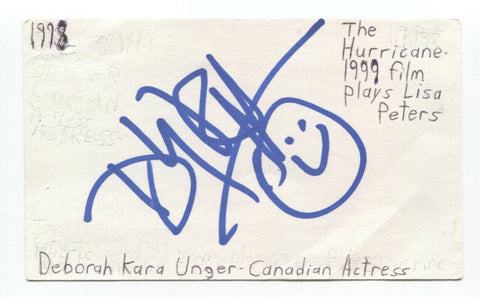 1998
The
Hurricane-
1999 film
plays Lisa
Peters
Deborah Kara Unger-Canadian Actress